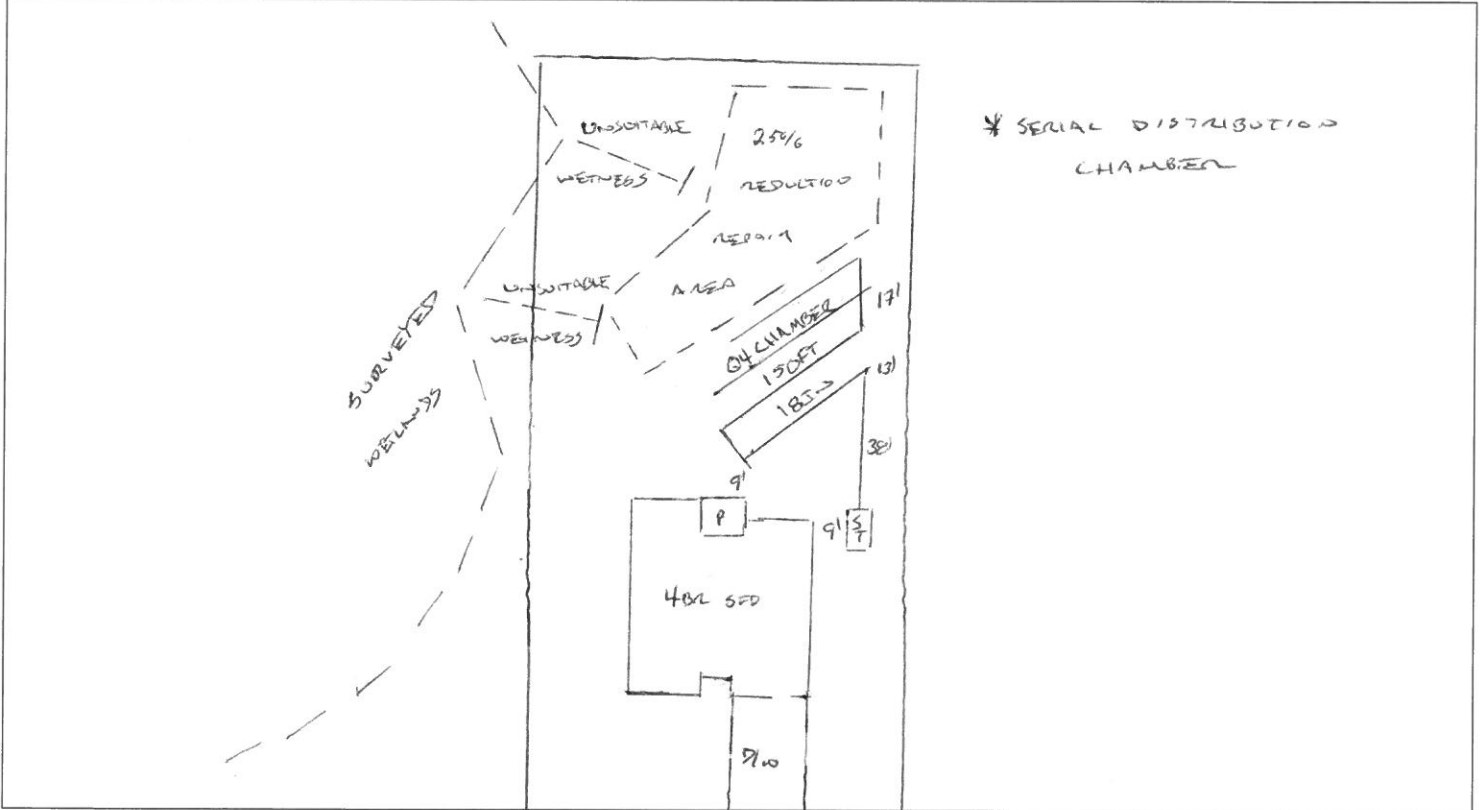 UNSUITABLE
WETNESS
25%
REDUCTION
REPAIR
AREA
* SERIAL DISTRIBUTION
CHAMBER
UNSUITABLE
WETNESS
SURVEYED
WETLANDS
Q4 CHAMBER
150FT
18IN
17'
13'
38'
9'
P
9'
ST
4BR SFD
D/W